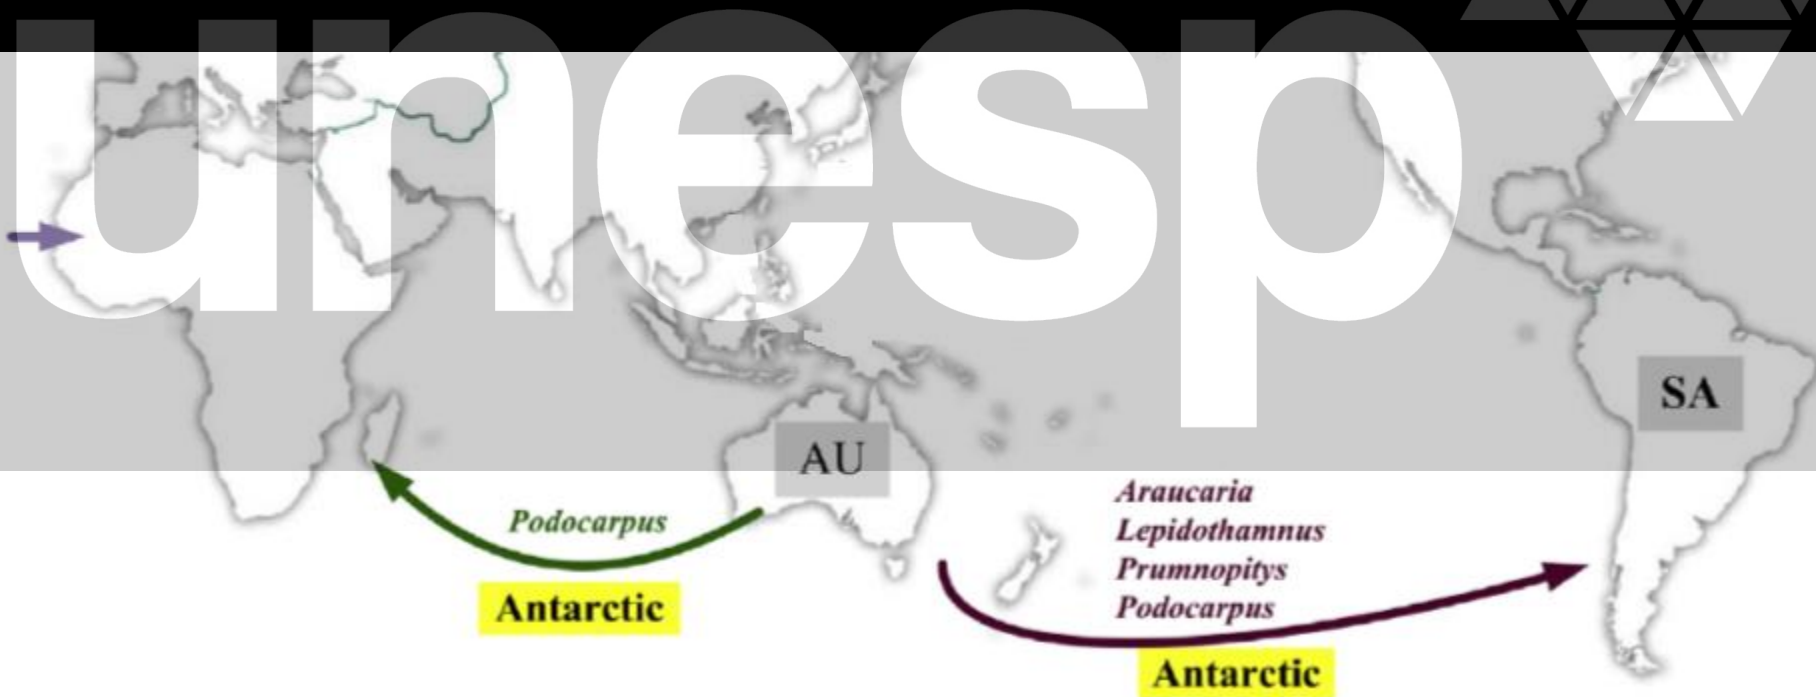 unesp
SA
AU
Araucaria
Lepidothamnus
Prumnopitys
Podocarpus
Podocarpus
Antarctic
Antarctic